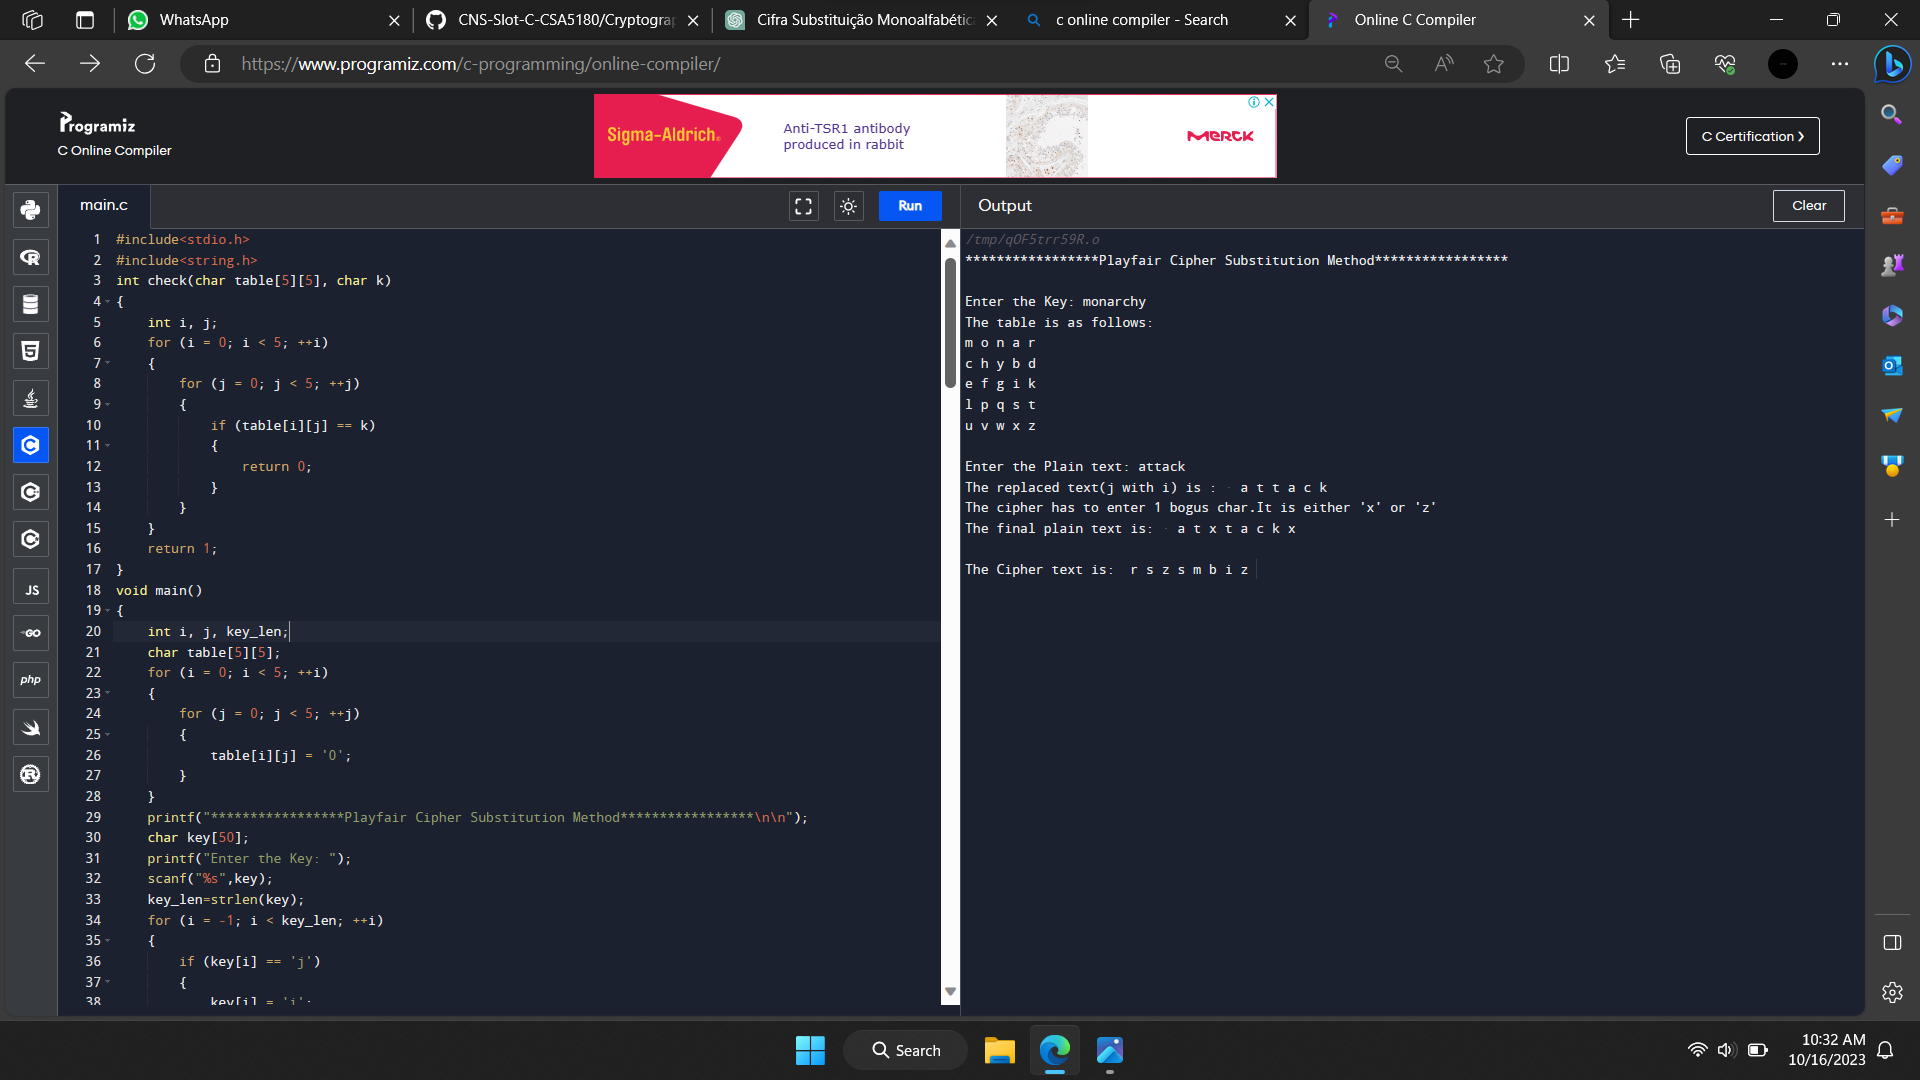 WhatsApp
CNS-Slot-C-CSA5180/Cryptograp
Cifra Substituição Monoalfabética
c online compiler - Search
Online C Compiler
https://www.programiz.com/c-programming/online-compiler/
Programiz
C Online Compiler
Sigma-Aldrich.
Anti-TSR1 antibody
produced in rabbit
MERCK
C Certification >
main.c
Run
Output
Clear
1 #include<stdio.h>
2 #include<string.h>
3 int check(char table[5][5], char k)
4 {
5 int i, j;
6 for (i = 0; i < 5; ++i)
7 {
8 for (j = 0; j < 5; ++j)
9 {
10 if (table[i][j] == k)
11 {
12 return 0;
13 }
14 }
15 }
16 return 1;
17 }
18 void main()
19 {
20 int i, j, key_len;
21 char table[5][5];
22 for (i = 0; i < 5; ++i)
23 {
24 for (j = 0; j < 5; ++j)
25 {
26 table[i][j] = '0';
27 }
28 }
29 printf("*****************Playfair Cipher Substitution Method*****************\n\n");
30 char key[50];
31 printf("Enter the Key: ");
32 scanf("%s",key);
33 key_len=strlen(key);
34 for (i = -1; i < key_len; ++i)
35 {
36 if (key[i] == 'j')
37 {
38 key[i] = 'i';
/tmp/qOF5trr59R.o
*****************Playfair Cipher Substitution Method*****************
Enter the Key: monarchy
The table is as follows:
m o n a r
c h y b d
e f g i k
l p q s t
u v w x z
Enter the Plain text: attack
The replaced text(j with i) is : a t t a c k
The cipher has to enter 1 bogus char.It is either 'x' or 'z'
The final plain text is: a t x t a c k x
The Cipher text is: r s z s m b i z
JS
GO
php
Search
10:32 AM
10/16/2023